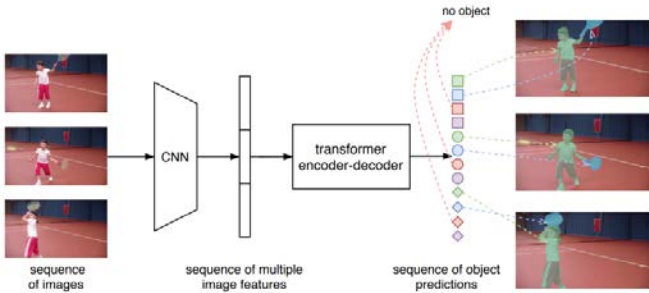 no object
CNN
transformer
encoder-decoder
sequence
of images
sequence of multiple
image features
sequence of object
predictions